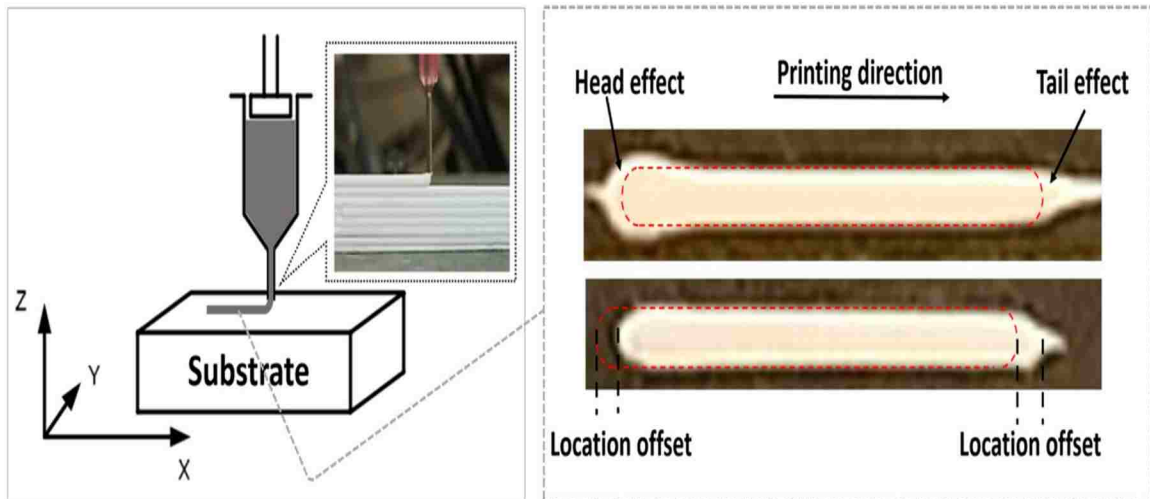 Z
Y
X
Substrate
Head effect
Printing direction
Tail effect
Location offset
Location offset